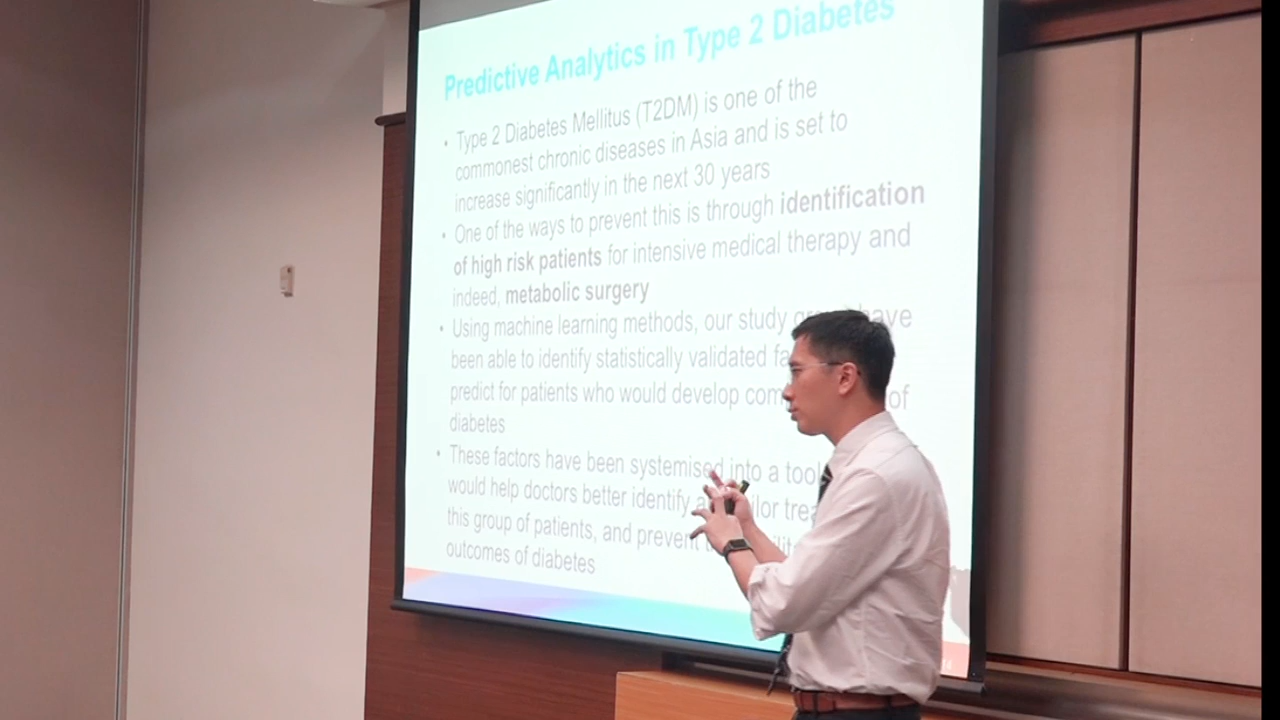 Predictive Analytics in Type 2 Diabetes
• Type 2 Diabetes Mellitus (T2DM) is one of the
commonest chronic diseases in Asia and is set to
increase significantly in the next 30 years
• One of the ways to prevent this is through identification
of high risk patients for intensive medical therapy and
indeed, metabolic surgery
• Using machine learning methods, our study have
been able to identify statistically validated
predict for patients who would develop of
diabetes
• These factors have been systemised into a tool
would help doctors better identify
this group of patients, and prevent
outcomes of diabetes